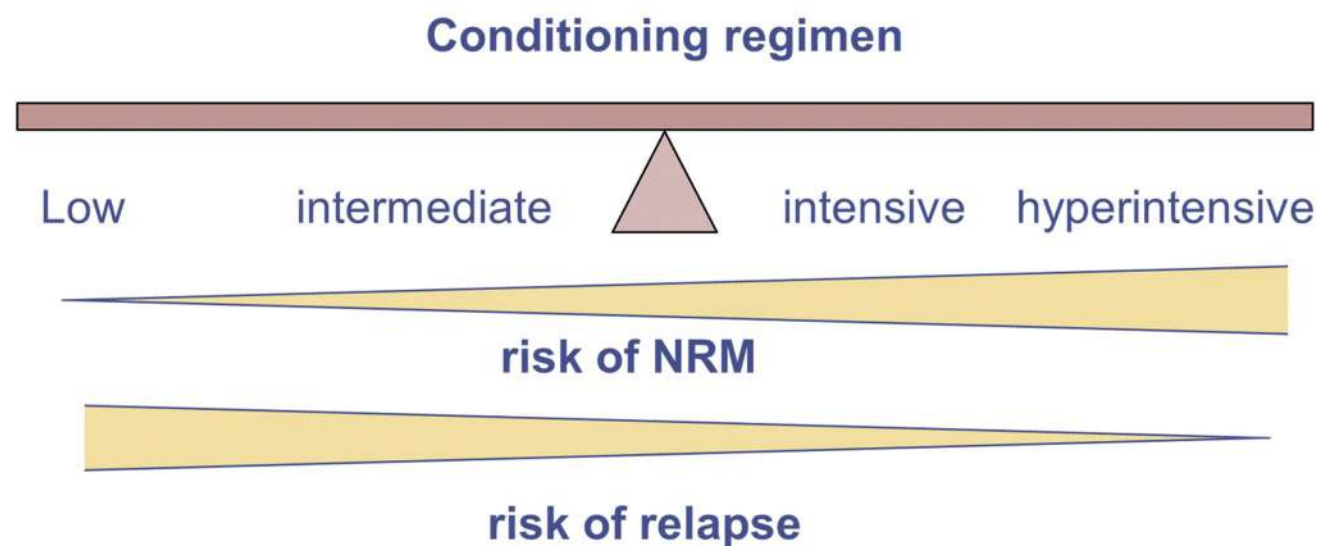 Conditioning regimen
Low intermediate intensive hyperintensive
risk of NRM
risk of relapse